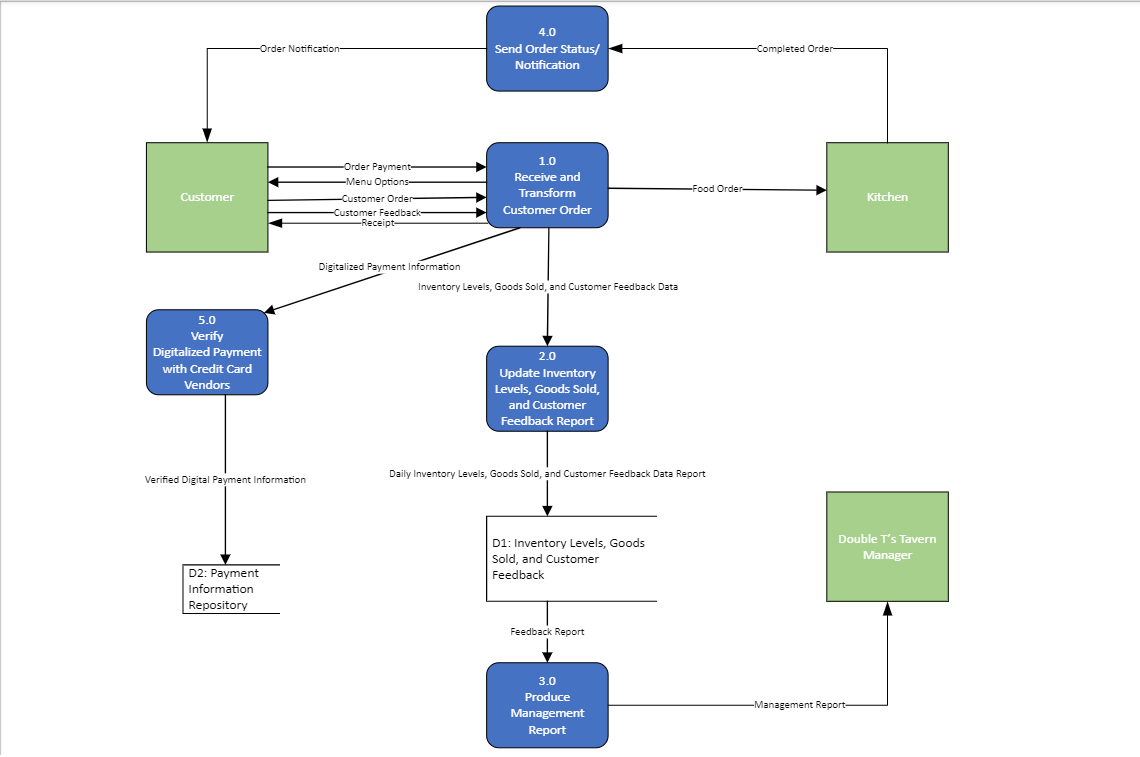 4.0
Send Order Status/
Notification
Order Notification
Completed Order
Customer
Order Payment
Menu Options
Customer Order
Customer Feedback
Receipt
1.0
Receive and
Transform
Customer Order
Food Order
Kitchen
Digitalized Payment Information
Inventory Levels, Goods Sold, and Customer Feedback Data
5.0
Verify
Digitalized Payment
with Credit Card
Vendors
2.0
Update Inventory
Levels, Goods Sold,
and Customer
Feedback Report
Verified Digital Payment Information
Daily Inventory Levels, Goods Sold, and Customer Feedback Data Report
D2: Payment
Information
Repository
D1: Inventory Levels, Goods
Sold, and Customer
Feedback
Double T's Tavern
Manager
Feedback Report
3.0
Produce
Management
Report
Management Report